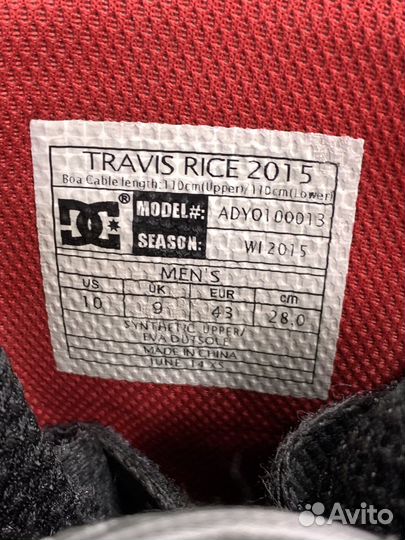 TRAVIS RICE 2015
Boa Cable length: 110cm(Upper)/ 110cm(Lower)
® MODEL#: ADYO100013
SEASON: WI 2015
MEN'S
US UK EUR cm
10 9 43 28.0
SYNTHETIC UPPER/
EVA OUTSOLE
MADE IN CHINA
JUNE. 14 XS
Avito